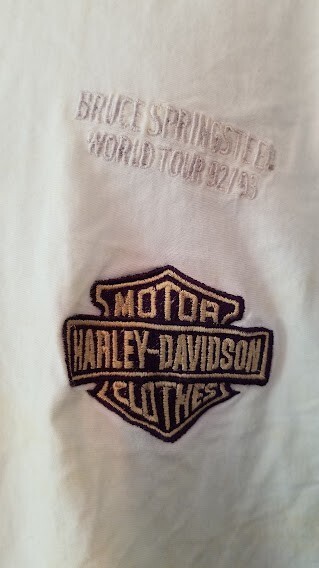 BRUCE SPRINGSTEEN
WORLD TOUR 92/93
MOTOR
HARLEY-DAVIDSON
CLOTHES